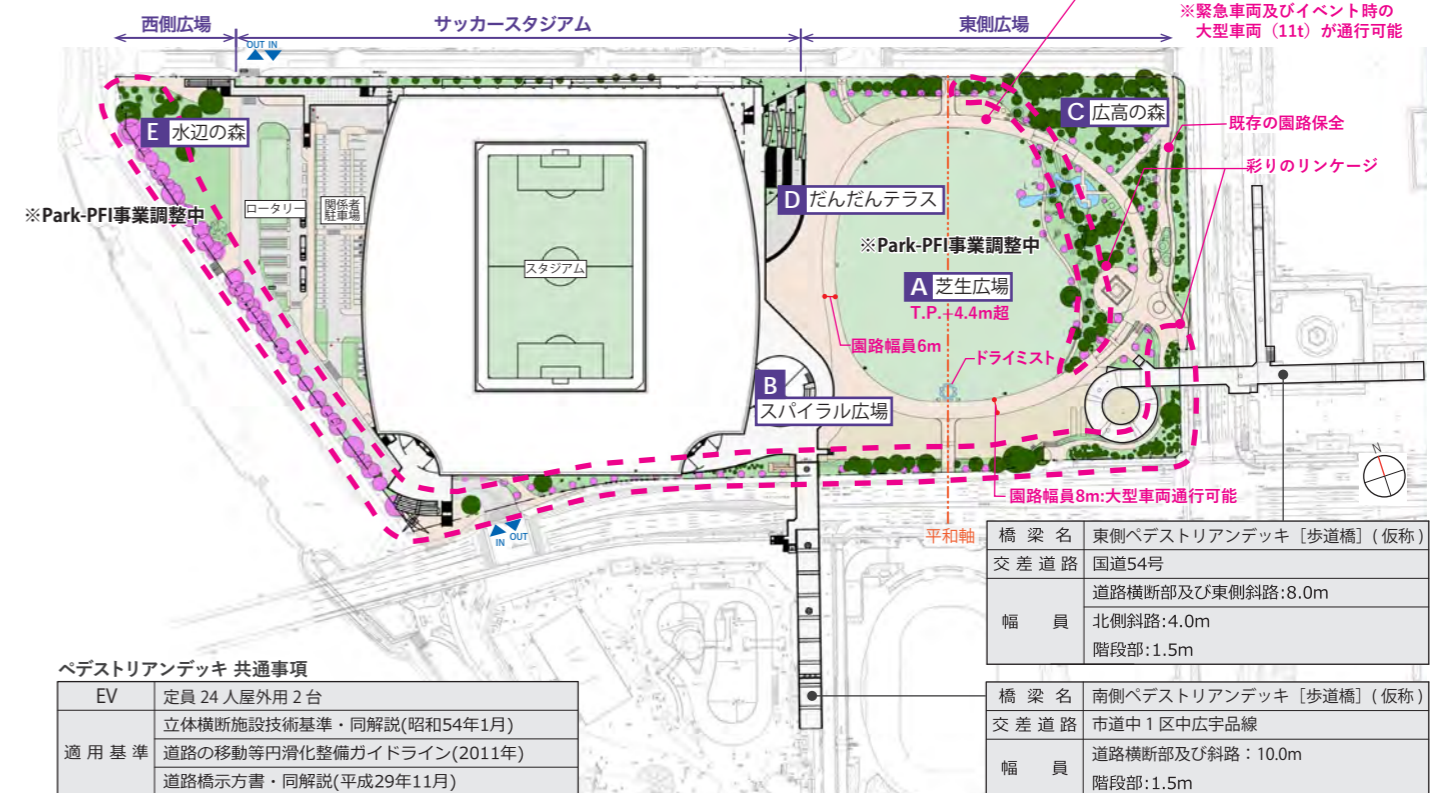 ※緊急車両及びイベント時の
大型車両（11t）が通行可能
西側広場
サッカースタジアム
東側広場
OUT IN
E 水辺の森
C 広高の森
既存の園路保全
彩りのリンケージ
※Park-PFI事業調整中
ロータリー
関係者
駐車場
D だんだんテラス
※Park-PFI事業調整中
スタジアム
A 芝生広場
T.P.+4.4m超
園路幅員6m
ドライミスト
B
スパイラル広場
N
園路幅員8m:大型車両通行可能
IN OUT
平和軸
橋梁名 東側ペデストリアンデッキ［歩道橋］(仮称)
交差道路 国道54号
幅員 道路横断部及び東側斜路:8.0m
北側斜路:4.0m
階段部:1.5m
ペデストリアンデッキ 共通事項
EV 定員 24 人屋外用 2 台
適用基準 立体横断施設技術基準・同解説(昭和54年1月)
道路の移動等円滑化整備ガイドライン(2011年)
道路橋示方書・同解説(平成29年11月)
橋梁名 南側ペデストリアンデッキ［歩道橋］(仮称)
交差道路 市道中１区中広宇品線
幅員 道路横断部及び斜路：10.0m
階段部:1.5m